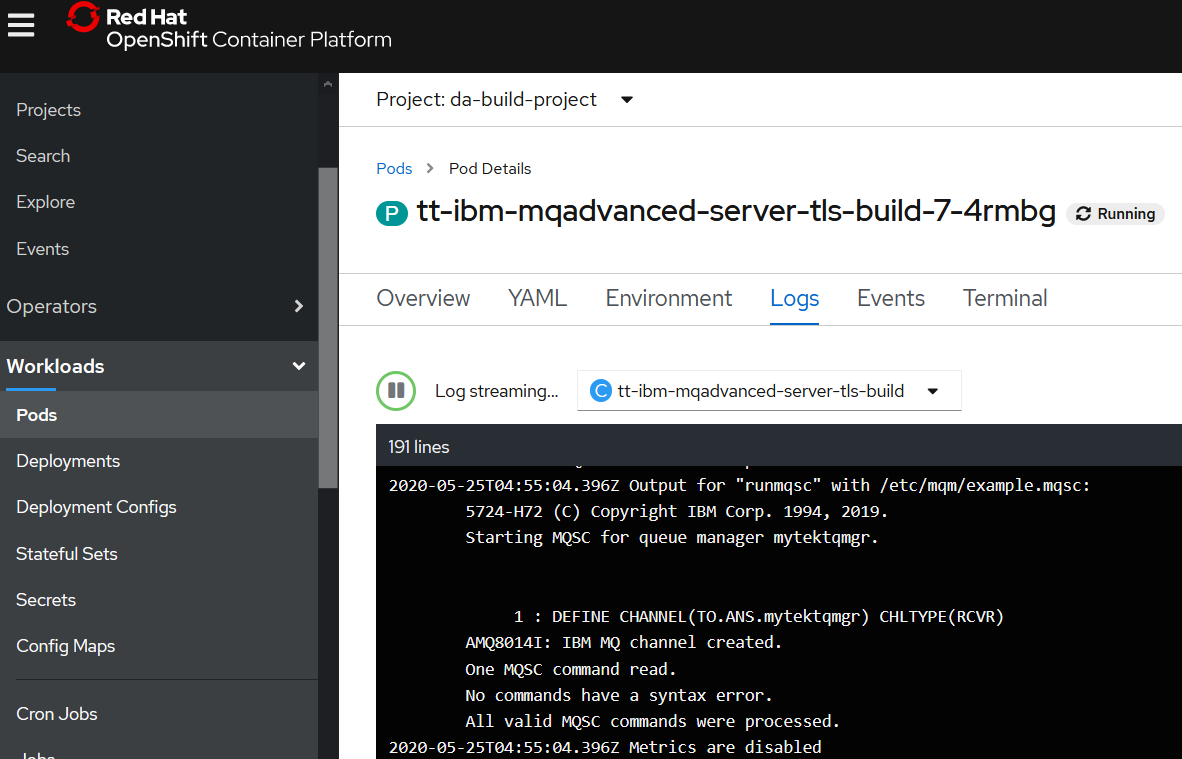 Red Hat
OpenShift Container Platform
Projects
Search
Explore
Events
Operators
Workloads
Pods
Deployments
Deployment Configs
Stateful Sets
Secrets
Config Maps
Cron Jobs
Jobs
Project: da-build-project
Pods > Pod Details
P tt-ibm-mqadvanced-server-tls-build-7-4rmbg Running
Overview YAML Environment Logs Events Terminal
Log streaming... C tt-ibm-mqadvanced-server-tls-build
191 lines
2020-05-25T04:55:04.396Z Output for "runmqsc" with /etc/mqm/example.mqsc:
5724-H72 (C) Copyright IBM Corp. 1994, 2019.
Starting MQSC for queue manager mytektqmgr.
1 : DEFINE CHANNEL(TO.ANS.mytektqmgr) CHLTYPE(RCVR)
AMQ8014I: IBM MQ channel created.
One MQSC command read.
No commands have a syntax error.
All valid MQSC commands were processed.
2020-05-25T04:55:04.396Z Metrics are disabled